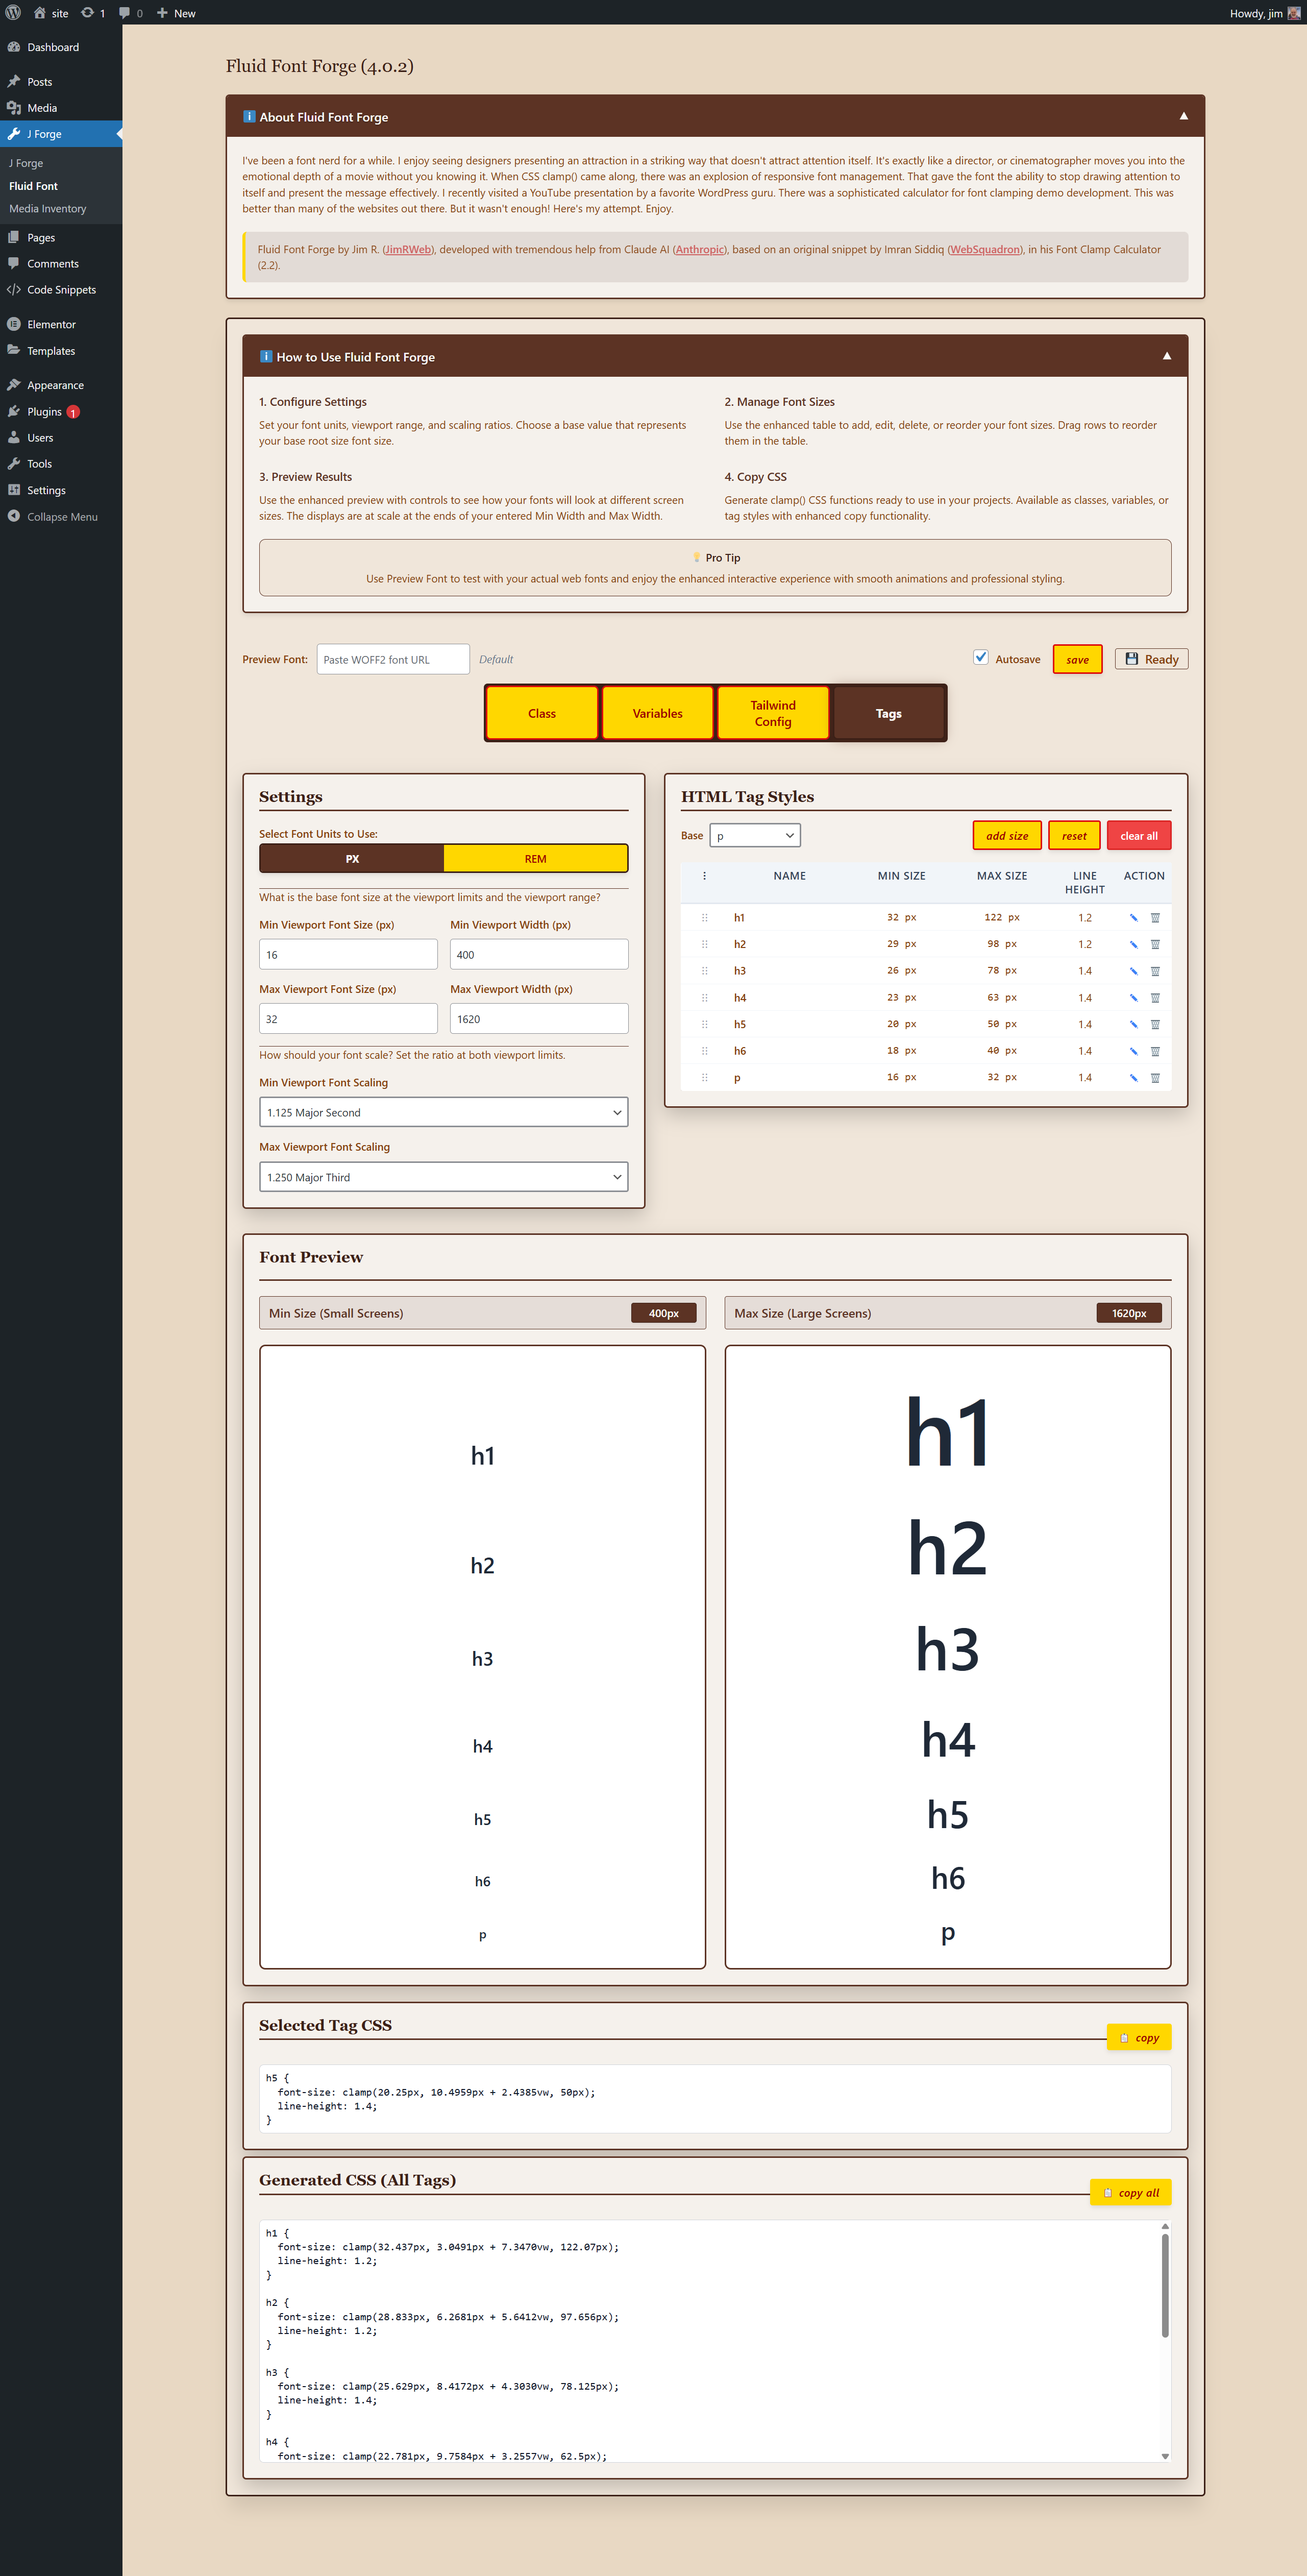 site 1 0 New
Howdy, jim
Dashboard
Posts
Media
J Forge
J Forge
Fluid Font
Media Inventory
Pages
Comments
Code Snippets
Elementor
Templates
Appearance
Plugins 1
Users
Tools
Settings
Collapse Menu
Fluid Font Forge (4.0.2)
About Fluid Font Forge
I've been a font nerd for a while. I enjoy seeing designers presenting an attraction in a striking way that doesn't attract attention itself. It's exactly like a director, or cinematographer moves you into the
emotional depth of a movie without you knowing it. When CSS clamp() came along, there was an explosion of responsive font management. That gave the font the ability to stop drawing attention to
itself and present the message effectively. I recently visited a YouTube presentation by a favorite WordPress guru. There was a sophisticated calculator for font clamping demo development. This was
better than many of the websites out there. But it wasn't enough! Here's my attempt. Enjoy.
Fluid Font Forge by Jim R. (JimRWeb), developed with tremendous help from Claude AI (Anthropic), based on an original snippet by Imran Siddiq (WebSquadron), in his Font Clamp Calculator
(2.2).
How to Use Fluid Font Forge
1. Configure Settings
Set your font units, viewport range, and scaling ratios. Choose a base value that represents
your base root size font size.
2. Manage Font Sizes
Use the enhanced table to add, edit, delete, or reorder your font sizes. Drag rows to reorder
them in the table.
3. Preview Results
Use the enhanced preview with controls to see how your fonts will look at different screen
sizes. The displays are at scale at the ends of your entered Min Width and Max Width.
4. Copy CSS
Generate clamp() CSS functions ready to use in your projects. Available as classes, variables, or
tag styles with enhanced copy functionality.
Pro Tip
Use Preview Font to test with your actual web fonts and enjoy the enhanced interactive experience with smooth animations and professional styling.
Preview Font: Paste WOFF2 font URL Default
Autosave save Ready
Class
Variables
Tailwind
Config
Tags
Settings
Select Font Units to Use:
PX REM
What is the base font size at the viewport limits and the viewport range?
Min Viewport Font Size (px) Min Viewport Width (px)
16 400
Max Viewport Font Size (px) Max Viewport Width (px)
32 1620
How should your font scale? Set the ratio at both viewport limits.
Min Viewport Font Scaling
1.125 Major Second
Max Viewport Font Scaling
1.250 Major Third
HTML Tag Styles
Base p add size reset clear all
NAME MIN SIZE MAX SIZE LINE HEIGHT ACTION
h1 32 px 122 px 1.2
h2 29 px 98 px 1.2
h3 26 px 78 px 1.4
h4 23 px 63 px 1.4
h5 20 px 50 px 1.4
h6 18 px 40 px 1.4
p 16 px 32 px 1.4
Font Preview
Min Size (Small Screens) 400px
Max Size (Large Screens) 1620px
h1 h1
h2 h2
h3 h3
h4 h4
h5 h5
h6 h6
p p
Selected Tag CSS
copy
h5 {
font-size: clamp(20.25px, 10.4959px + 2.4385vw, 50px);
line-height: 1.4;
}
Generated CSS (All Tags)
copy all
h1 {
font-size: clamp(32.437px, 3.0491px + 7.3470vw, 122.07px);
line-height: 1.2;
}
h2 {
font-size: clamp(28.833px, 6.2681px + 5.6412vw, 97.656px);
line-height: 1.2;
}
h3 {
font-size: clamp(25.629px, 8.4172px + 4.3030vw, 78.125px);
line-height: 1.4;
}
h4 {
font-size: clamp(22.781px, 9.7584px + 3.2557vw, 62.5px);